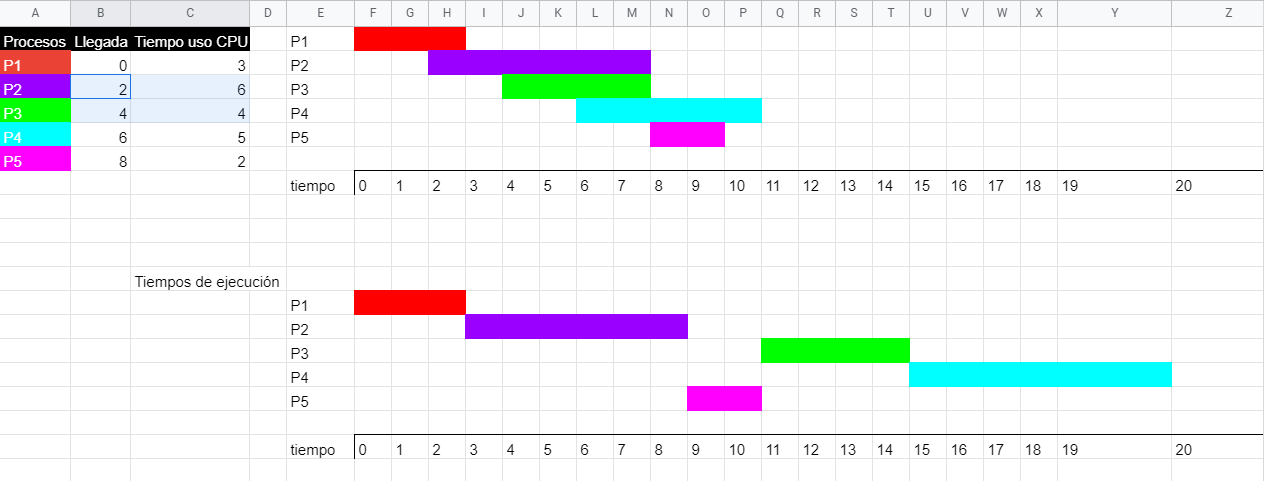 A B C D E F G H I J K L M N O P Q R S T U V W X Y Z
Procesos Llegada Tiempo uso CPU P1
P1 0 3 P2
P2 2 6 P3
P3 4 4 P4
P4 6 5 P5
P5 8 2
tiempo 0 1 2 3 4 5 6 7 8 9 10 11 12 13 14 15 16 17 18 19 20
Tiempos de ejecución
P1
P2
P3
P4
P5
tiempo 0 1 2 3 4 5 6 7 8 9 10 11 12 13 14 15 16 17 18 19 20